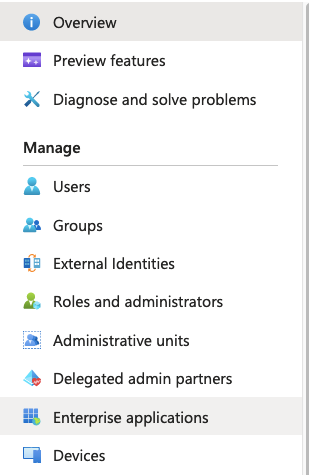 Overview
Preview features
Diagnose and solve problems
Manage
Users
Groups
External Identities
Roles and administrators
Administrative units
Delegated admin partners
Enterprise applications
Devices